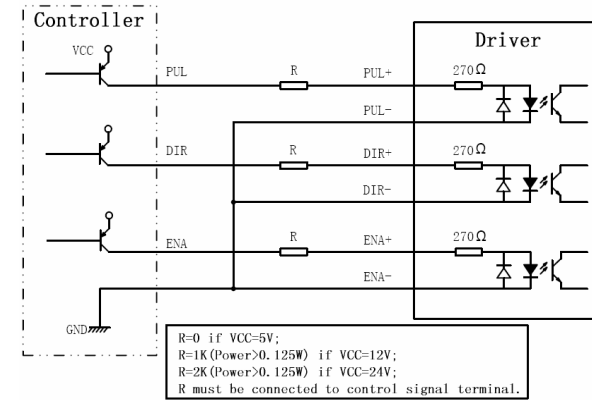 Controller
Driver
VCC
PUL
R
PUL+
270Ω
PUL-
DIR
R
DIR+
270Ω
DIR-
ENA
R
ENA+
270Ω
ENA-
GND
R=0 if VCC=5V;
R=1K(Power>0.125W) if VCC=12V;
R=2K(Power>0.125W) if VCC=24V;
R must be connected to control signal terminal.